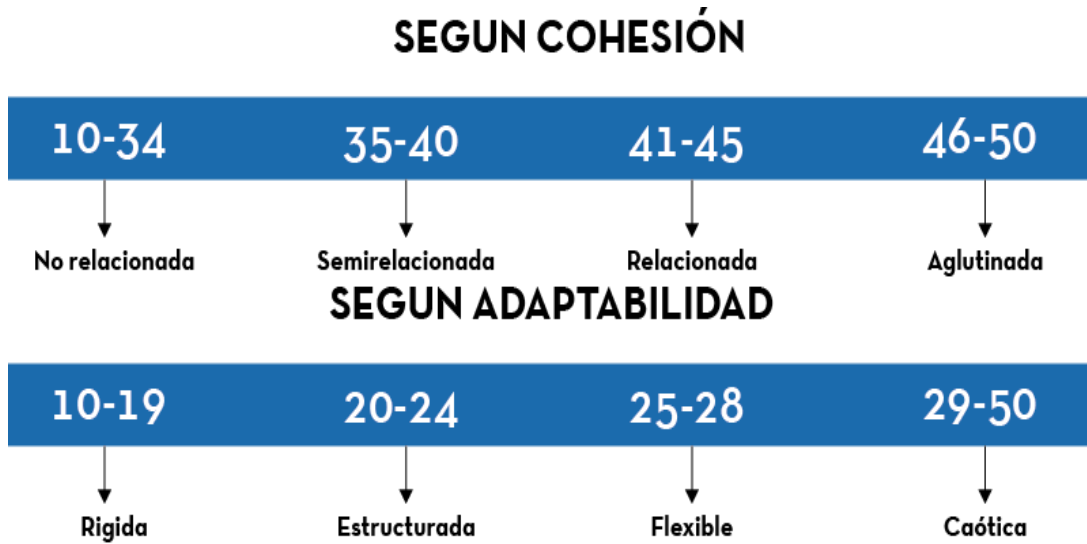 SEGUN COHESIÓN
10-34 35-40 41-45 46-50
No relacionada Semirelacionada Relacionada Aglutinada
SEGUN ADAPTABILIDAD
10-19 20-24 25-28 29-50
Rigida Estructurada Flexible Caótica